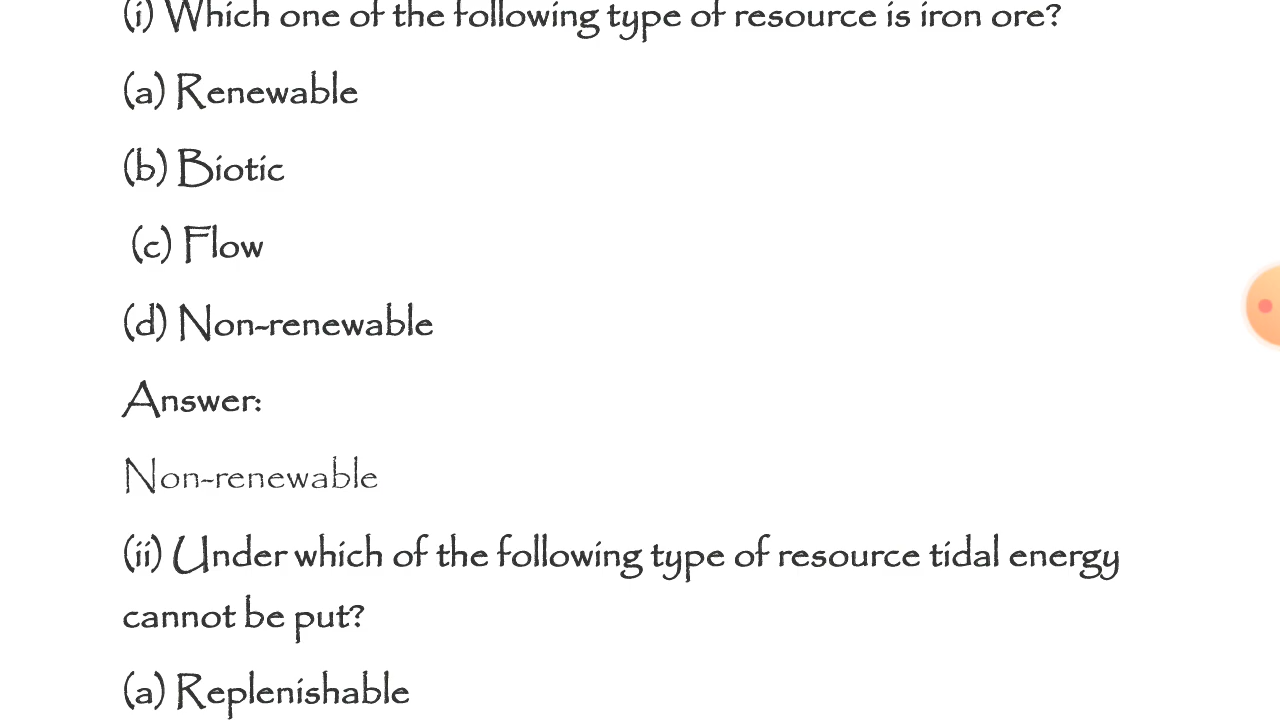 (i) Which one of the following type of resource is iron ore?
(a) Renewable
(b) Biotic
(c) Flow
(d) Non-renewable
Answer:
Non-renewable
(ii) Under which of the following type of resource tidal energy
cannot be put?
(a) Replenishable